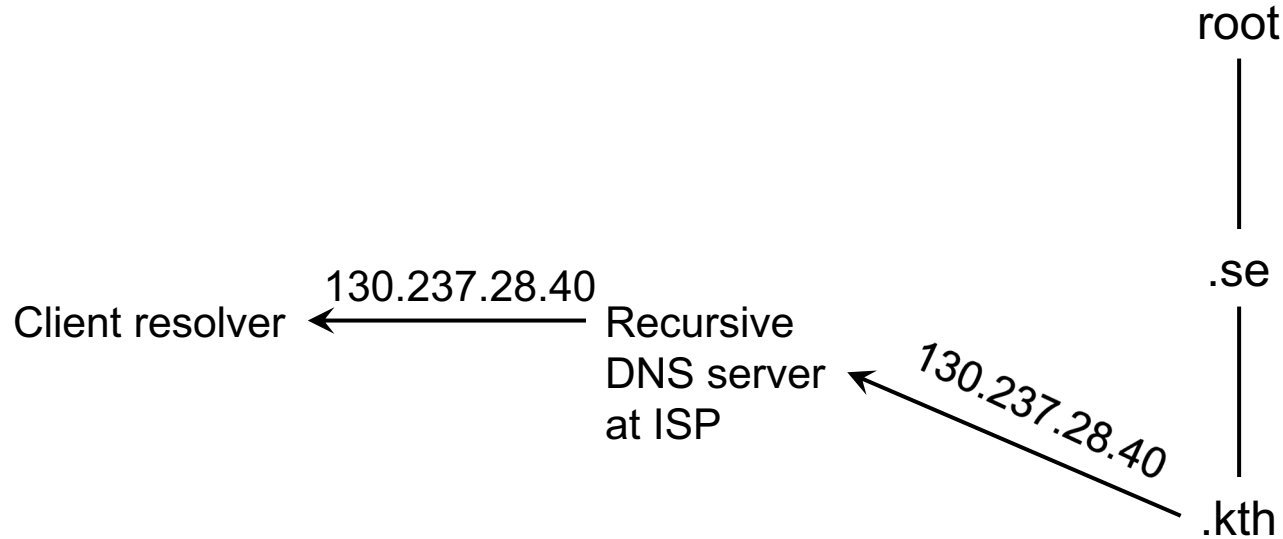 root
.se
130.237.28.40
Client resolver
Recursive
DNS server
at ISP
130.237.28.40
.kth